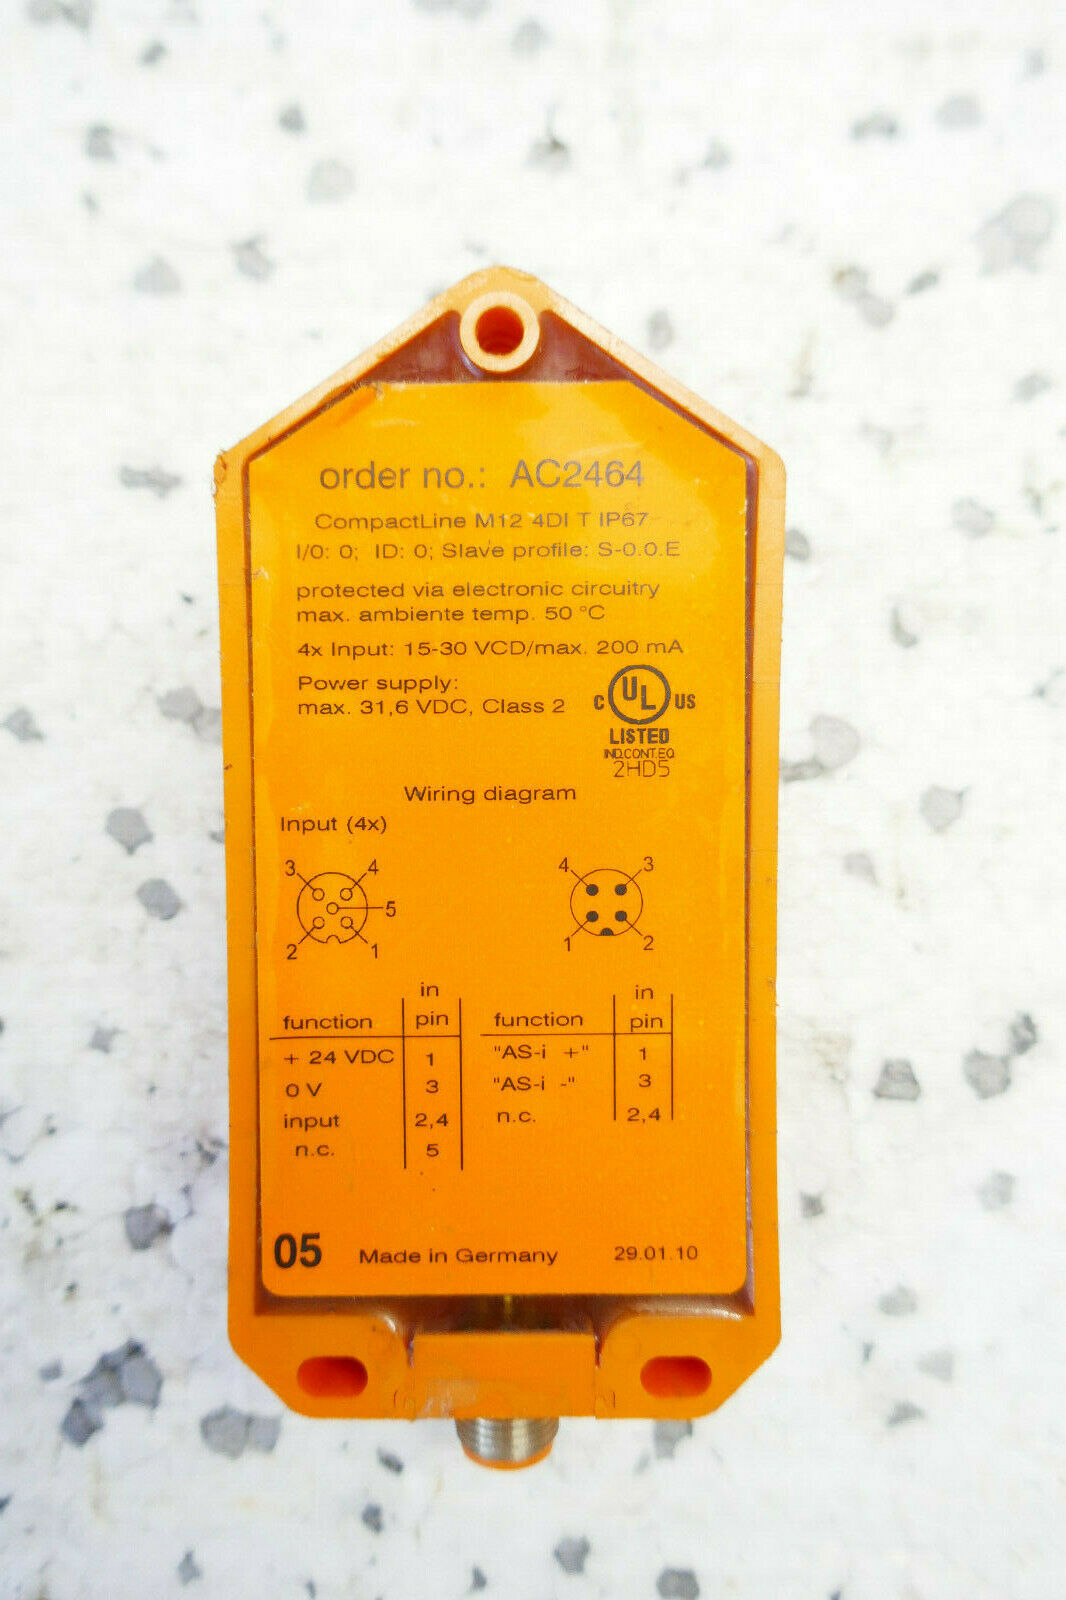 order no.: AC2464
CompactLine M12 4DI T IP67
I/0: 0; ID: 0; Slave profile: S-0.0.E
protected via electronic circuitry
max. ambiente temp. 50 °C
4x Input: 15-30 VCD/max. 200 mA
Power supply:
max. 31,6 VDC, Class 2
C UL US
LISTED
IND.CONT.EQ
2HD5
Wiring diagram
Input (4x)
3 4
5
2 1
4 3
1 2
in
function pin
+ 24 VDC 1
0 V 3
input 2,4
n.c. 5
in
function pin
"AS-i +" 1
"AS-i -" 3
n.c. 2,4
05 Made in Germany 29.01.10